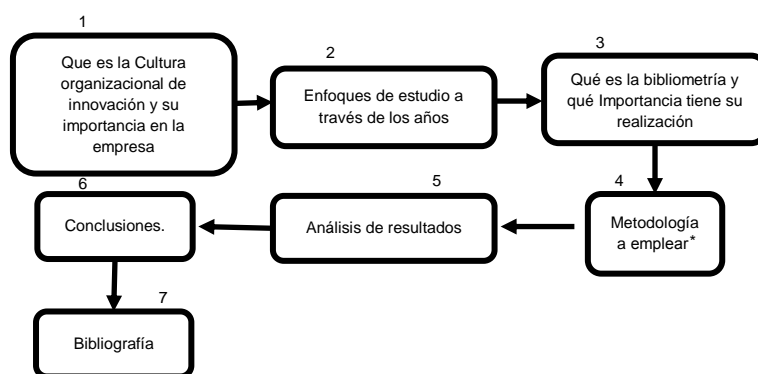 1
Que es la Cultura
organizacional de
innovación y su
importancia en la
empresa
2
Enfoques de estudio a
través de los años
3
Qué es la bibliometría y
qué Importancia tiene su
realización
4
Metodología
a emplear*
5
Análisis de resultados
6
Conclusiones.
7
Bibliografía